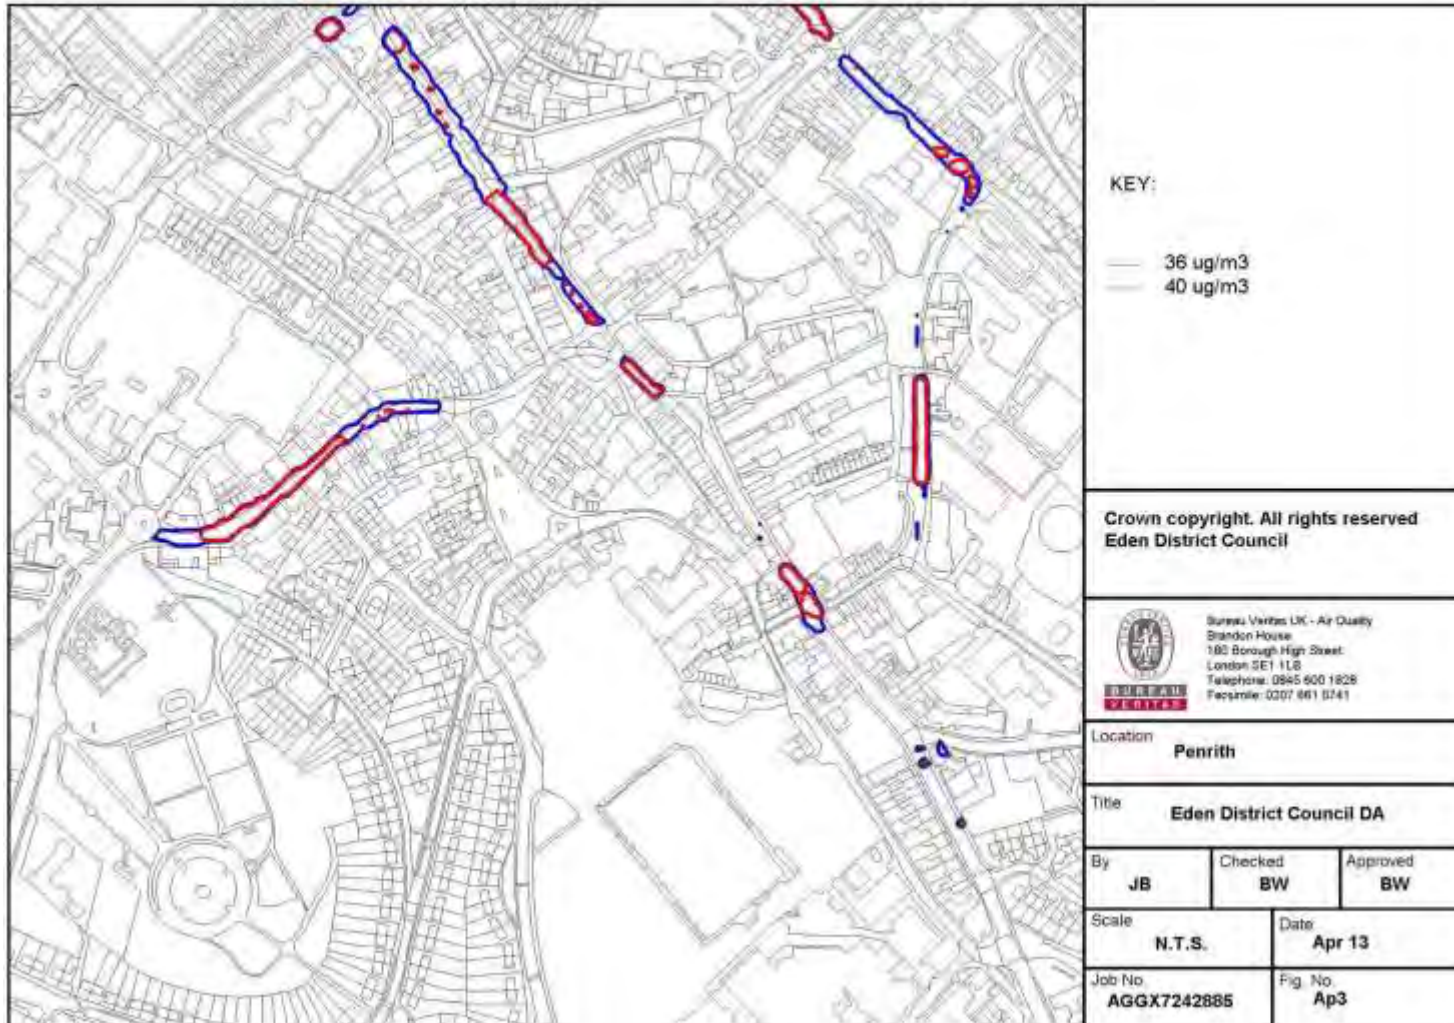 KEY:
36 ug/m3
40 ug/m3
Crown copyright. All rights reserved
Eden District Council
Bureau Veritas UK - Air Quality
Brandon House
180 Borough High Street
London SE1 1LB
Telephone: 0845 600 1828
Facsimile: 0207 661 0741
BUREAU
VERITAS
Location
Penrith
Title
Eden District Council DA
By
JB
Checked
BW
Approved
BW
Scale
N.T.S.
Date
Apr 13
Job No.
AGGX7242885
Fig. No.
Ap3